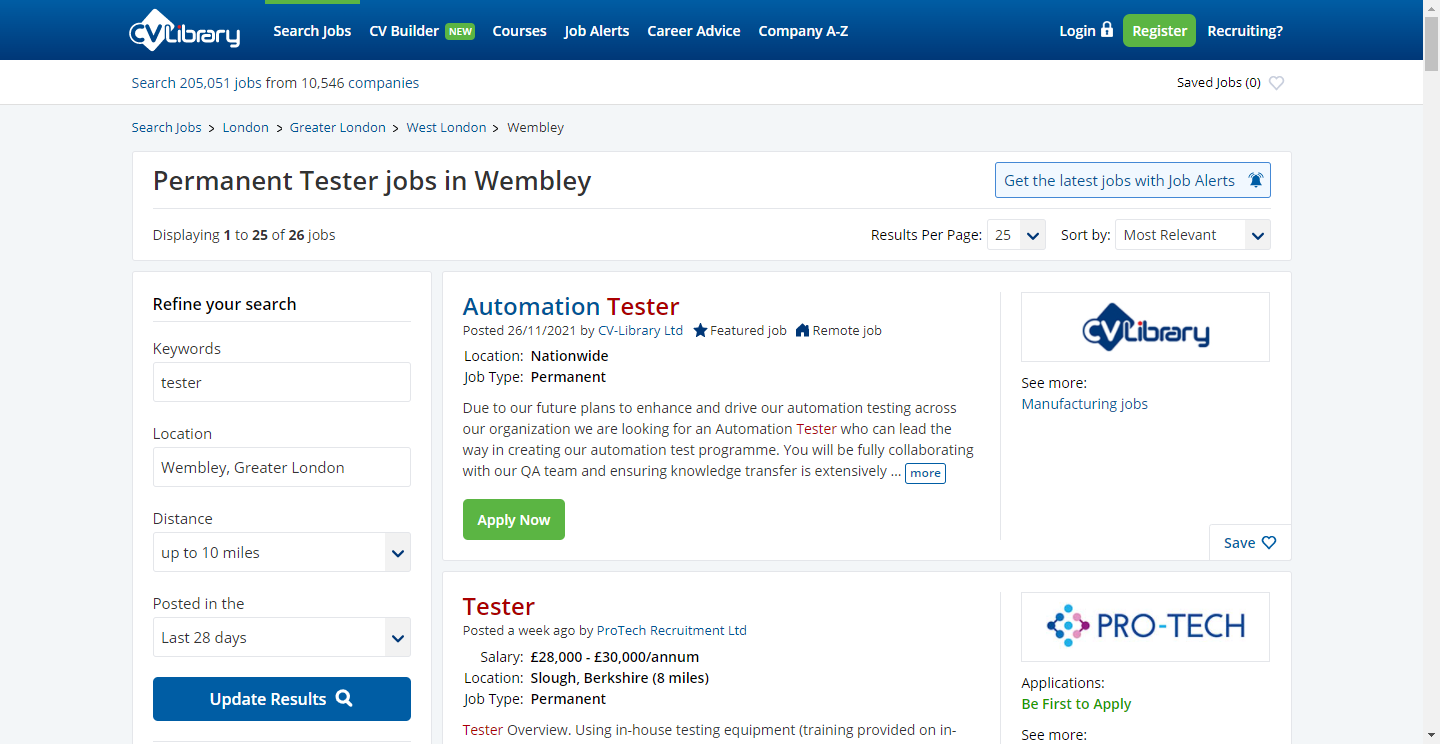 CV Library
Search Jobs
CV Builder NEW
Courses
Job Alerts
Career Advice
Company A-Z
Login
Register
Recruiting?
Search 205,051 jobs from 10,546 companies
Saved Jobs (0)
Search Jobs > London > Greater London > West London > Wembley
Permanent Tester jobs in Wembley
Get the latest jobs with Job Alerts
Displaying 1 to 25 of 26 jobs
Results Per Page: 25
Sort by: Most Relevant
Refine your search
Keywords
tester
Location
Wembley, Greater London
Distance
up to 10 miles
Posted in the
Last 28 days
Update Results
Automation Tester
Posted 26/11/2021 by CV-Library Ltd Featured job Remote job
Location: Nationwide
Job Type: Permanent
Due to our future plans to enhance and drive our automation testing across
our organization we are looking for an Automation Tester who can lead the
way in creating our automation test programme. You will be fully collaborating
with our QA team and ensuring knowledge transfer is extensively ... more
Apply Now
CV Library
See more:
Manufacturing jobs
Save
Tester
Posted a week ago by ProTech Recruitment Ltd
Salary: £28,000 - £30,000/annum
Location: Slough, Berkshire (8 miles)
Job Type: Permanent
Tester Overview. Using in-house testing equipment (training provided on in-
PRO-TECH
Applications:
Be First to Apply
See more: